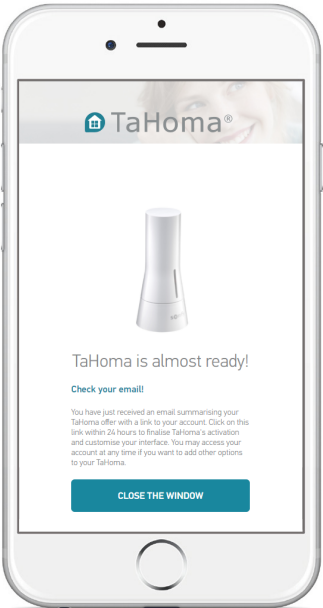 TaHoma®
TaHoma is almost ready!
Check your email!
You have just received an email summarising your
TaHoma offer with a link to your account. Click on this
link within 24 hours to finalise TaHoma's activation
and customise your interface. You may access your
account at any time if you want to add other options
to your TaHoma.
CLOSE THE WINDOW